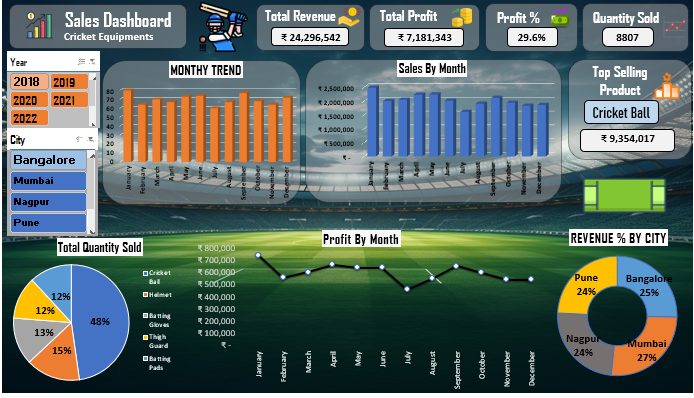 Sales Dashboard
Cricket Equipments
Total Revenue
₹ 24,296,542
Total Profit
₹ 7,181,343
Profit %
29.6%
Quantity Sold
8807
Year
2018
2019
2020
2021
2022
City
Bangalore
Mumbai
Nagpur
Pune
MONTHY TREND
80
70
60
50
40
30
20
10
0
January
February
March
April
May
June
July
August
September
October
November
December
Sales By Month
₹ 2,500,000
₹ 2,000,000
₹ 1,500,000
₹ 1,000,000
₹ 500,000
₹ -
January
February
March
April
May
June
July
August
September
October
November
December
Top Selling
Product
Cricket Ball
₹ 9,354,017
Total Quantity Sold
12%
12%
13%
15%
48%
Cricket
Ball
Helmet
Batting
Gloves
Thigh
Guard
Batting
Pads
Profit By Month
₹ 800,000
₹ 700,000
₹ 600,000
₹ 500,000
₹ 400,000
₹ 300,000
₹ 200,000
₹ 100,000
₹ -
January
February
March
April
May
June
July
August
September
October
November
December
REVENUE % BY CITY
Pune
24%
Bangalore
25%
Nagpur
24%
Mumbai
27%